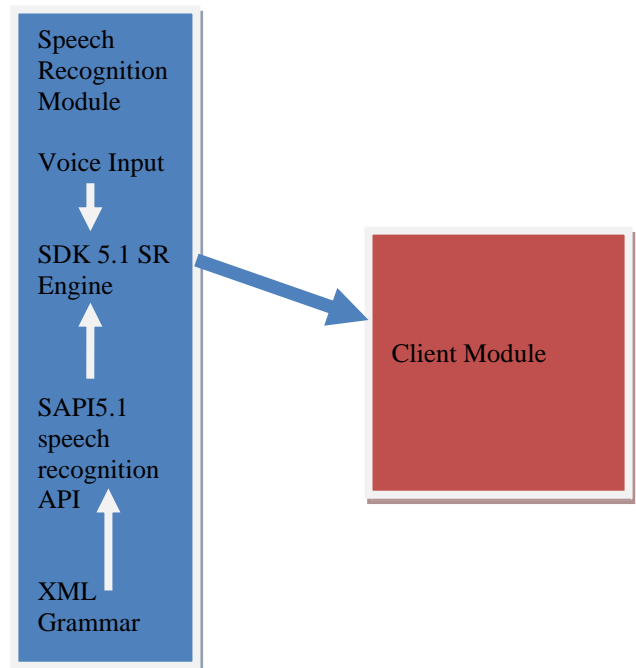 Speech
Recognition
Module
Voice Input
SDK 5.1 SR
Engine
SAPI5.1
speech
recognition
API
XML
Grammar
Client Module